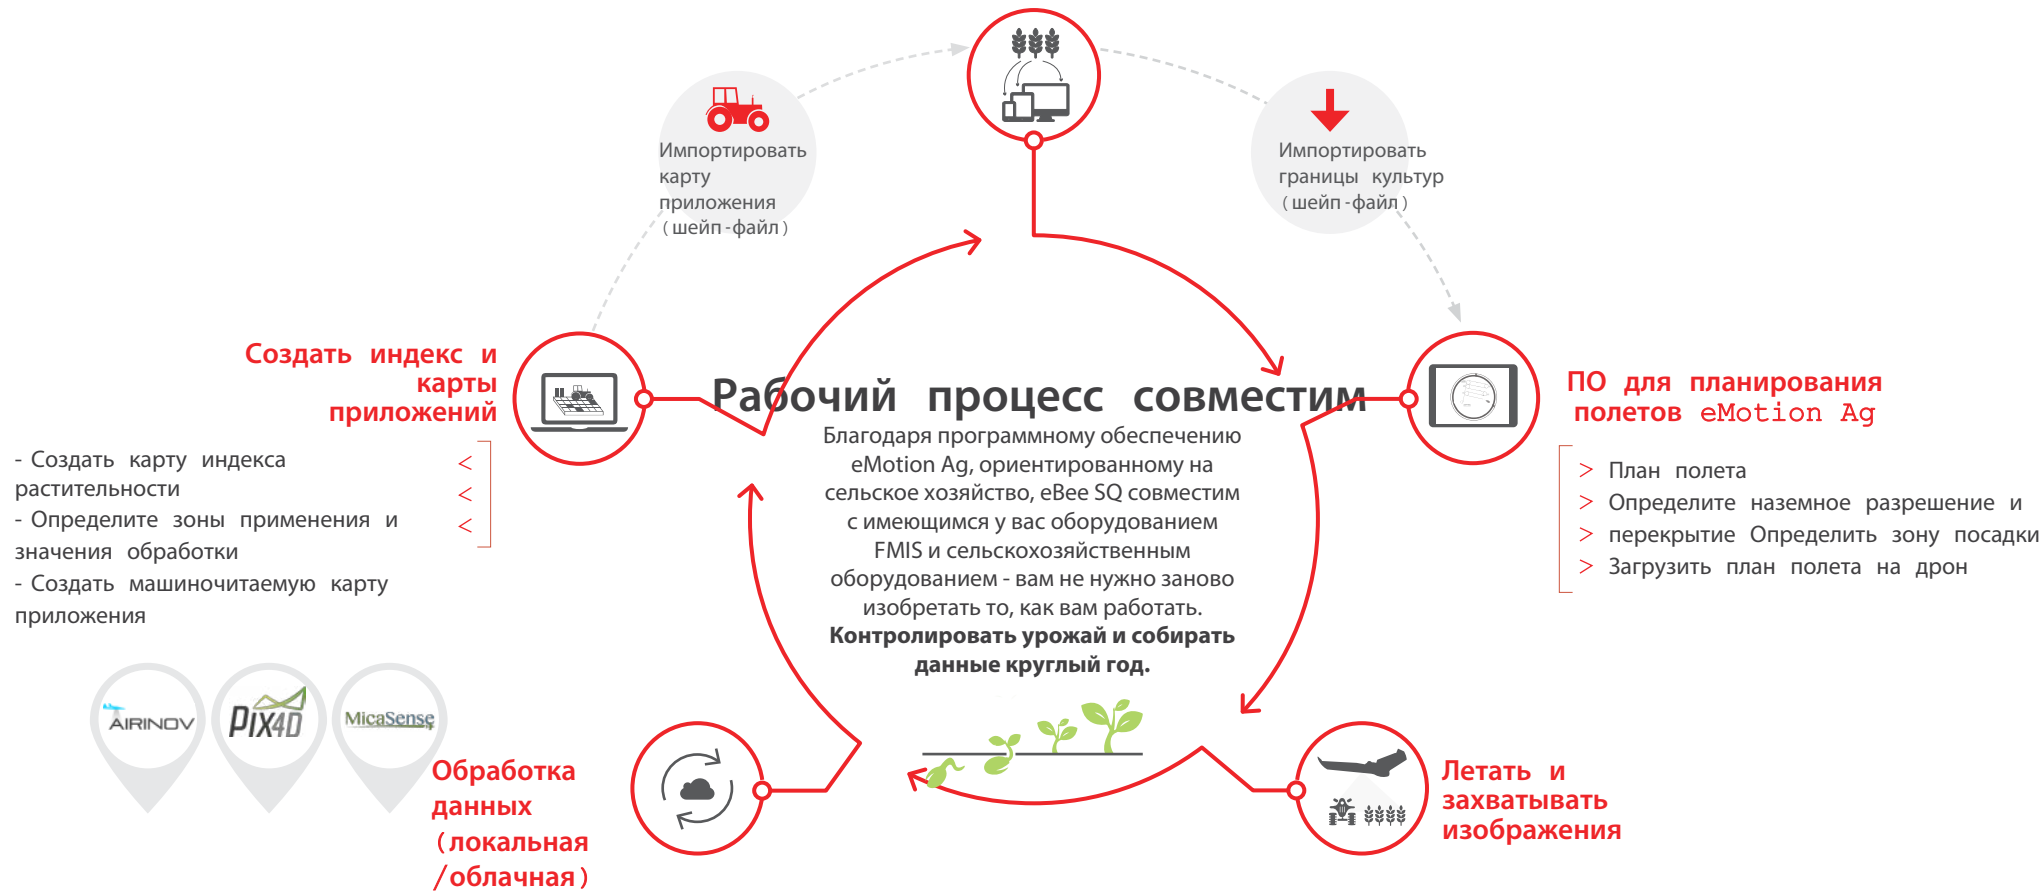 Импортировать
карту
приложения
(шейп-файл)
Импортировать
границы культур
(шейп-файл)
Создать индекс и
карты
приложений
- Создать карту индекса
растительности
- Определите зоны применения и
значения обработки
- Создать машиночитаемую карту
приложения
<
<
<
Рабочий процесс совместим
Благодаря программному обеспечению
eMotion Ag, ориентированному на
сельское хозяйство, eBee SQ совместим
с имеющимся у вас оборудованием
FMIS и сельскохозяйственным
оборудованием - вам не нужно заново
изобретать то, как вам работать.
Контролировать урожай и собирать
данные круглый год.
ПО для планирования
полетов eMotion Ag
> План полета
> Определите наземное разрешение и
> перекрытие Определить зону посадки
> Загрузить план полета на дрон
AIRINOV
PIX4D
MicaSense
Обработка
данных
(локальная
/облачная)
Летать и
захватывать
изображения